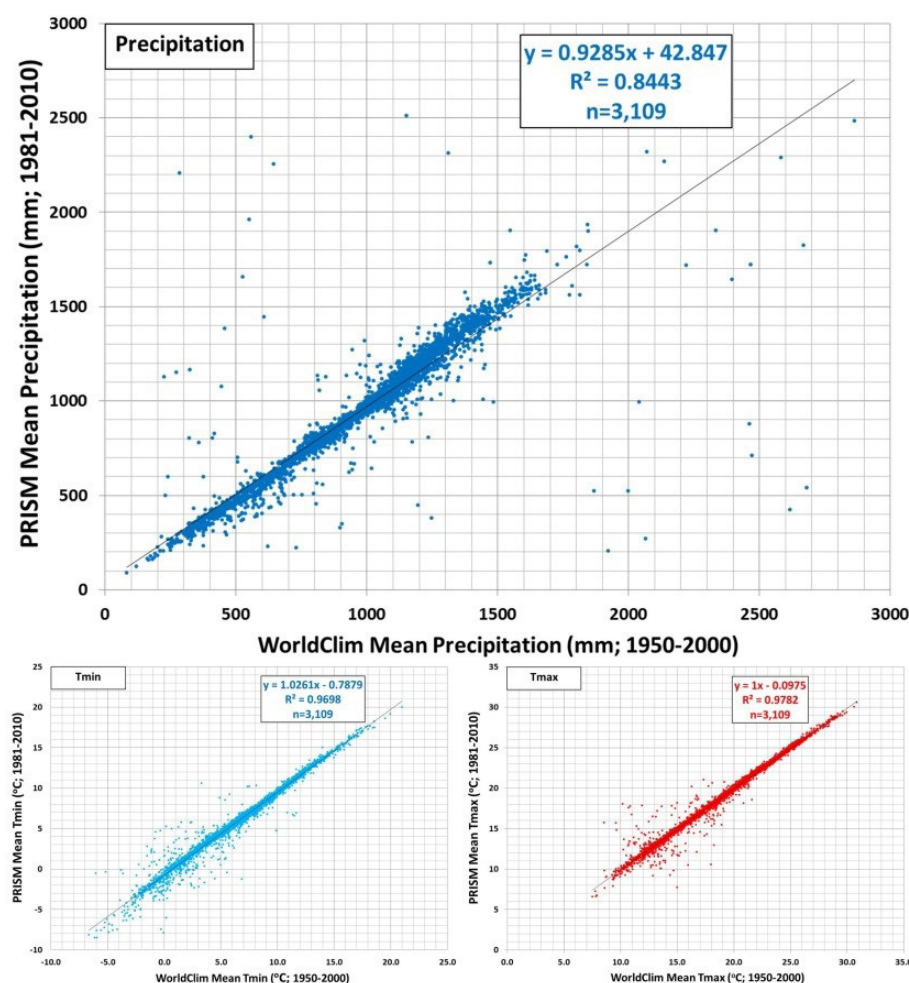 Precipitation
y = 0.9285x + 42.847
R² = 0.8443
n=3,109
3000
2500
2000
1500
1000
500
0
PRISM Mean Precipitation (mm; 1981-2010)
0 500 1000 1500 2000 2500 3000
WorldClim Mean Precipitation (mm; 1950-2000)
Tmin
y = 1.0261x - 0.7879
R² = 0.9698
n=3,109
25
20
15
10
5
0
-5
-10
PRISM Mean Tmin (°C; 1981-2010)
-10.0 -5.0 0.0 5.0 10.0 15.0 20.0 25.0
WorldClim Mean Tmin (°C; 1950-2000)
Tmax
y = 1x - 0.0975
R² = 0.9782
n=3,109
35
30
25
20
15
10
5
0
PRISM Mean Tmax (°C; 1981-2010)
0.0 5.0 10.0 15.0 20.0 25.0 30.0 35.0
WorldClim Mean Tmax (°C; 1950-2000)